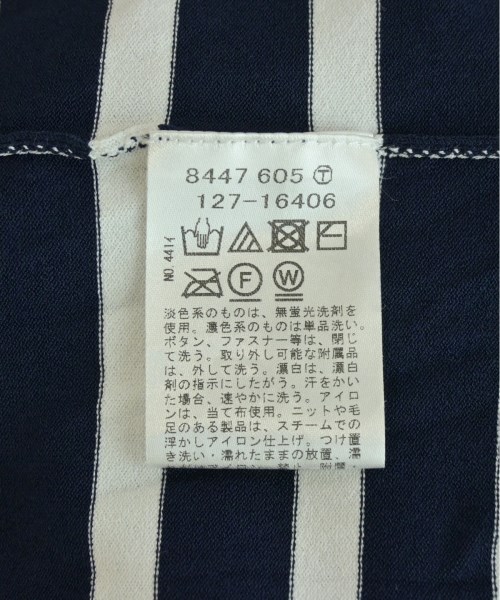 8447 605 Ⓣ
127-16406
NO.441イ
F W
淡色系のものは、無蛍光洗剤を
使用。濃色系のものは単品洗い。
ボタン、ファスナー等は、閉じ
て洗う。取り外し可能な附属品
は、外して洗う。漂白は、漂白
剤の指示にしたがう。汗をかい
た場合、速やかに洗う。アイロ
ンは、当て布使用。ニットや毛
足のある製品は、スチームでの
浮かしアイロン仕上げ。つけ置
き洗い・濡れたままの放置、濡